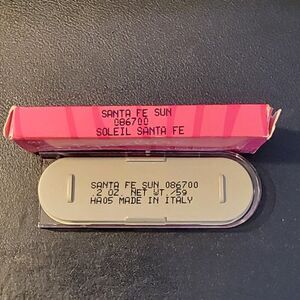 SANTA FE SUN
086700
SOLEIL SANTA FE
SANTA FE SUN 086700
.2 OZ. NET WT./5g
HA05 MADE IN ITALY